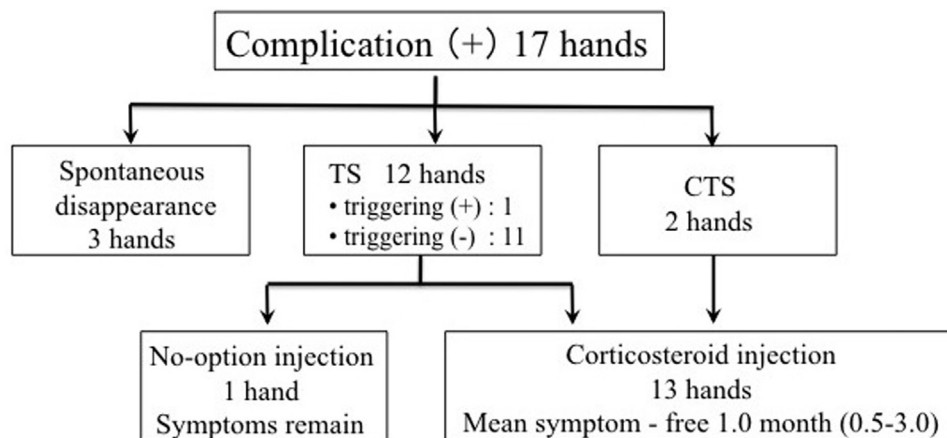 Complication (+) 17 hands
Spontaneous
disappearance
3 hands
TS 12 hands
• triggering (+) : 1
• triggering (-) : 11
CTS
2 hands
No-option injection
1 hand
Symptoms remain
Corticosteroid injection
13 hands
Mean symptom - free 1.0 month (0.5-3.0)